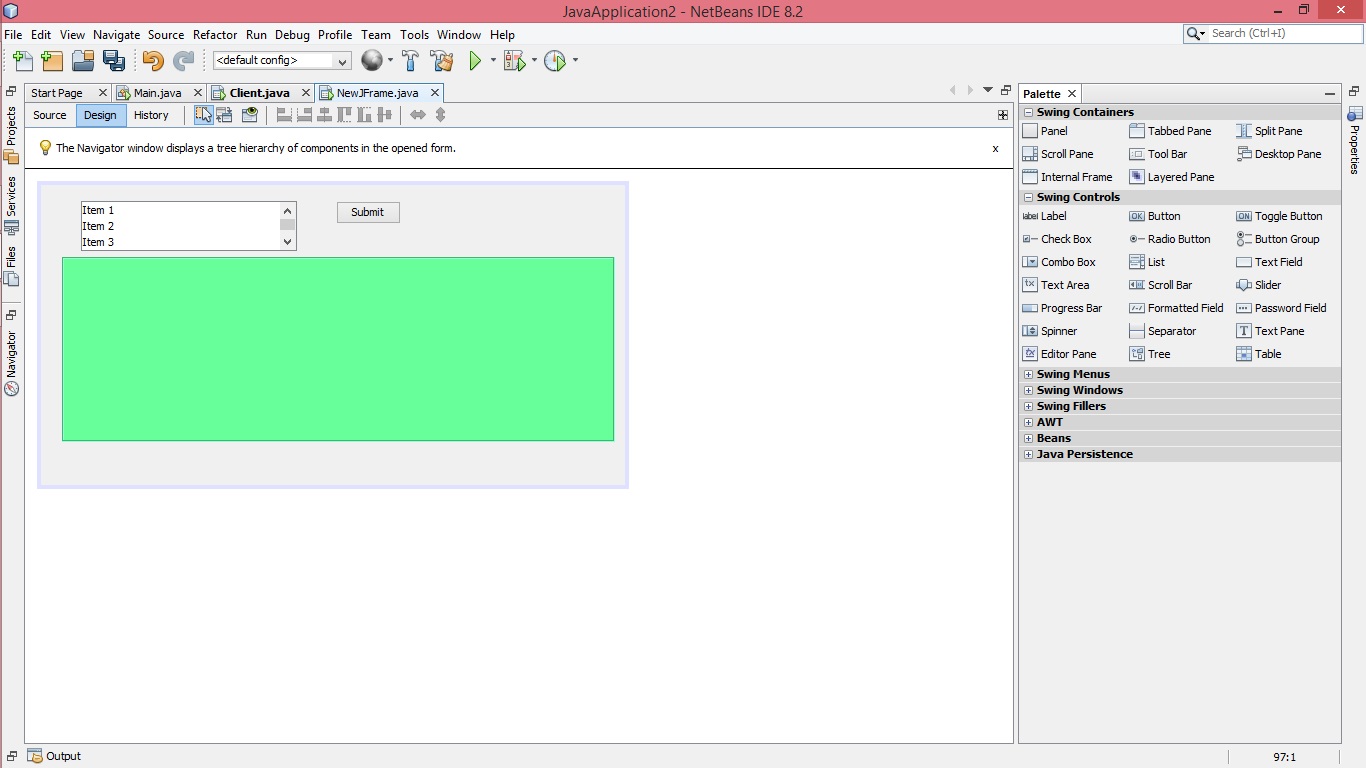 JavaApplication2 - NetBeans IDE 8.2
File Edit View Navigate Source Refactor Run Debug Profile Team Tools Window Help
Search (Ctrl+I)
<default config>
Start Page Main.java Client.java NewJFrame.java
Source Design History
The Navigator window displays a tree hierarchy of components in the opened form.
x
Projects
Services
Files
Navigator
Item 1
Item 2
Item 3
Submit
Palette
Swing Containers
Panel Tabbed Pane Split Pane
Scroll Pane Tool Bar Desktop Pane
Internal Frame Layered Pane
Swing Controls
label Label OK Button ON Toggle Button
Check Box Radio Button Button Group
Combo Box List Text Field
Text Area Scroll Bar Slider
Progress Bar Formatted Field Password Field
Spinner Separator T Text Pane
Editor Pane Tree Table
Swing Menus
Swing Windows
Swing Fillers
AWT
Beans
Java Persistence
Properties
Output
97:1